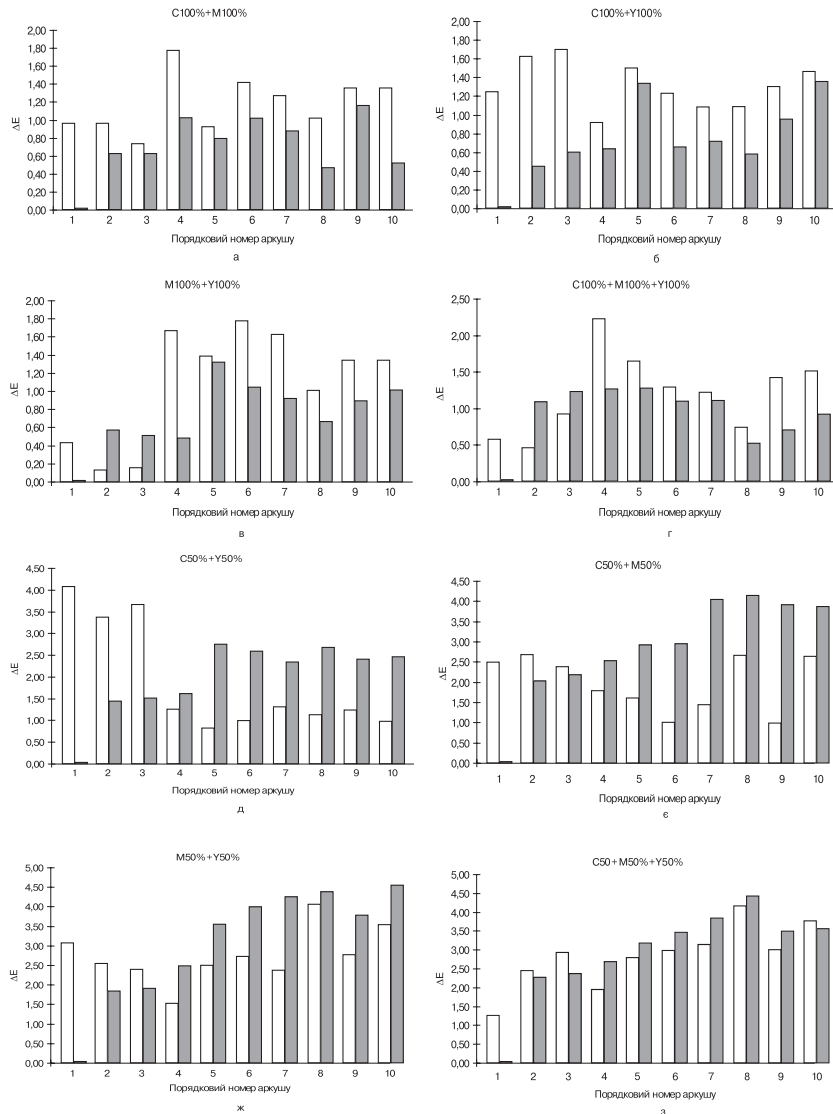 C100%+M100%
ΔE
2,00
1,80
1,60
1,40
1,20
1,00
0,80
0,60
0,40
0,20
0,00
1 2 3 4 5 6 7 8 9 10
Порядковий номер аркушу
а
C100%+Y100%
ΔE
2,00
1,80
1,60
1,40
1,20
1,00
0,80
0,60
0,40
0,20
0,00
1 2 3 4 5 6 7 8 9 10
Порядковий номер аркушу
б
M100%+Y100%
ΔE
2,00
1,80
1,60
1,40
1,20
1,00
0,80
0,60
0,40
0,20
0,00
1 2 3 4 5 6 7 8 9 10
Порядковий номер аркушу
в
C100%+M100%+Y100%
ΔE
2,50
2,00
1,50
1,00
0,50
0,00
1 2 3 4 5 6 7 8 9 10
Порядковий номер аркушу
г
C50%+Y50%
ΔE
4,50
4,00
3,50
3,00
2,50
2,00
1,50
1,00
0,50
0,00
1 2 3 4 5 6 7 8 9 10
Порядковий номер аркушу
д
C50%+M50%
ΔE
4,50
4,00
3,50
3,00
2,50
2,00
1,50
1,00
0,50
0,00
1 2 3 4 5 6 7 8 9 10
Порядковий номер аркушу
є
M50%+Y50%
ΔE
5,00
4,50
4,00
3,50
3,00
2,50
2,00
1,50
1,00
0,50
0,00
1 2 3 4 5 6 7 8 9 10
Порядковий номер аркушу
ж
C50+M50%+Y50%
ΔE
5,00
4,50
4,00
3,50
3,00
2,50
2,00
1,50
1,00
0,50
0,00
1 2 3 4 5 6 7 8 9 10
Порядковий номер аркушу
з